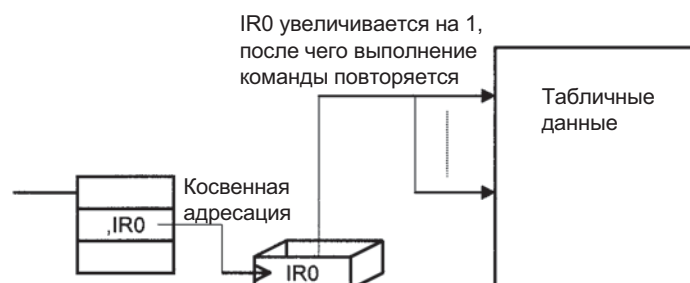 IR0 увеличивается на 1,
после чего выполнение
команды повторяется
Табличные
данные
Косвенная
адресация
,IR0
IR0